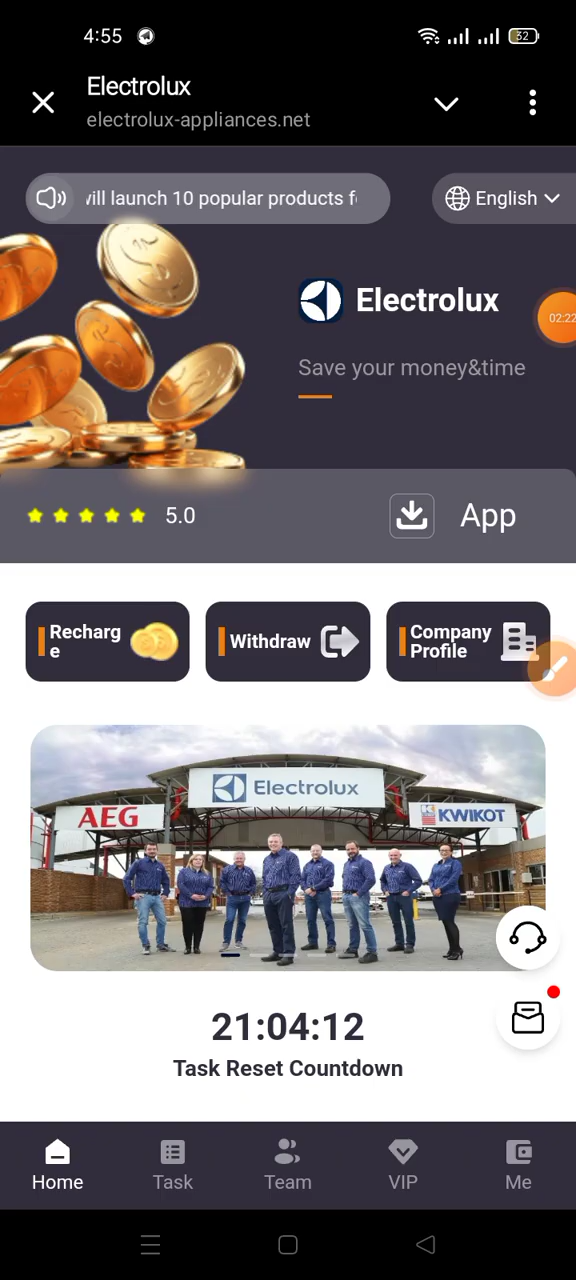 4:55
32
Electrolux
electrolux-appliances.net
will launch 10 popular products f
English
Electrolux
02:22
Save your money&time
5.0
App
Recharg
e
Withdraw
Company
Profile
Electrolux
AEG
KWIKOT
21:04:12
Task Reset Countdown
Home
Task
Team
VIP
Me